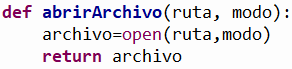 def abrirArchivo(ruta, modo):
    archivo=open(ruta,modo)
    return archivo